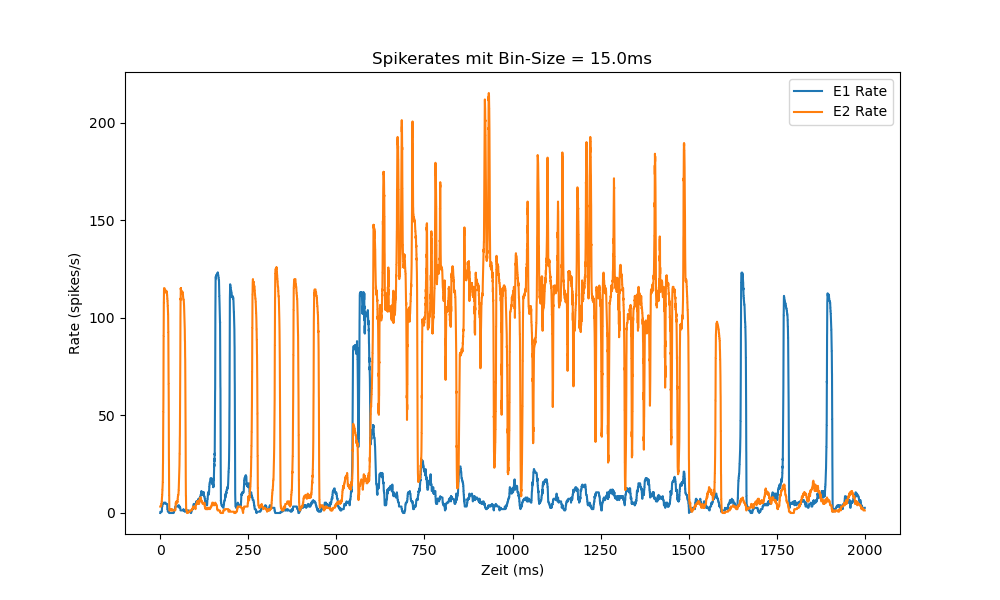 Spikerates mit Bin-Size = 15.0ms
E1 Rate
E2 Rate
Rate (spikes/s)
200
150
100
50
0
0 250 500 750 1000 1250 1500 1750 2000
Zeit (ms)